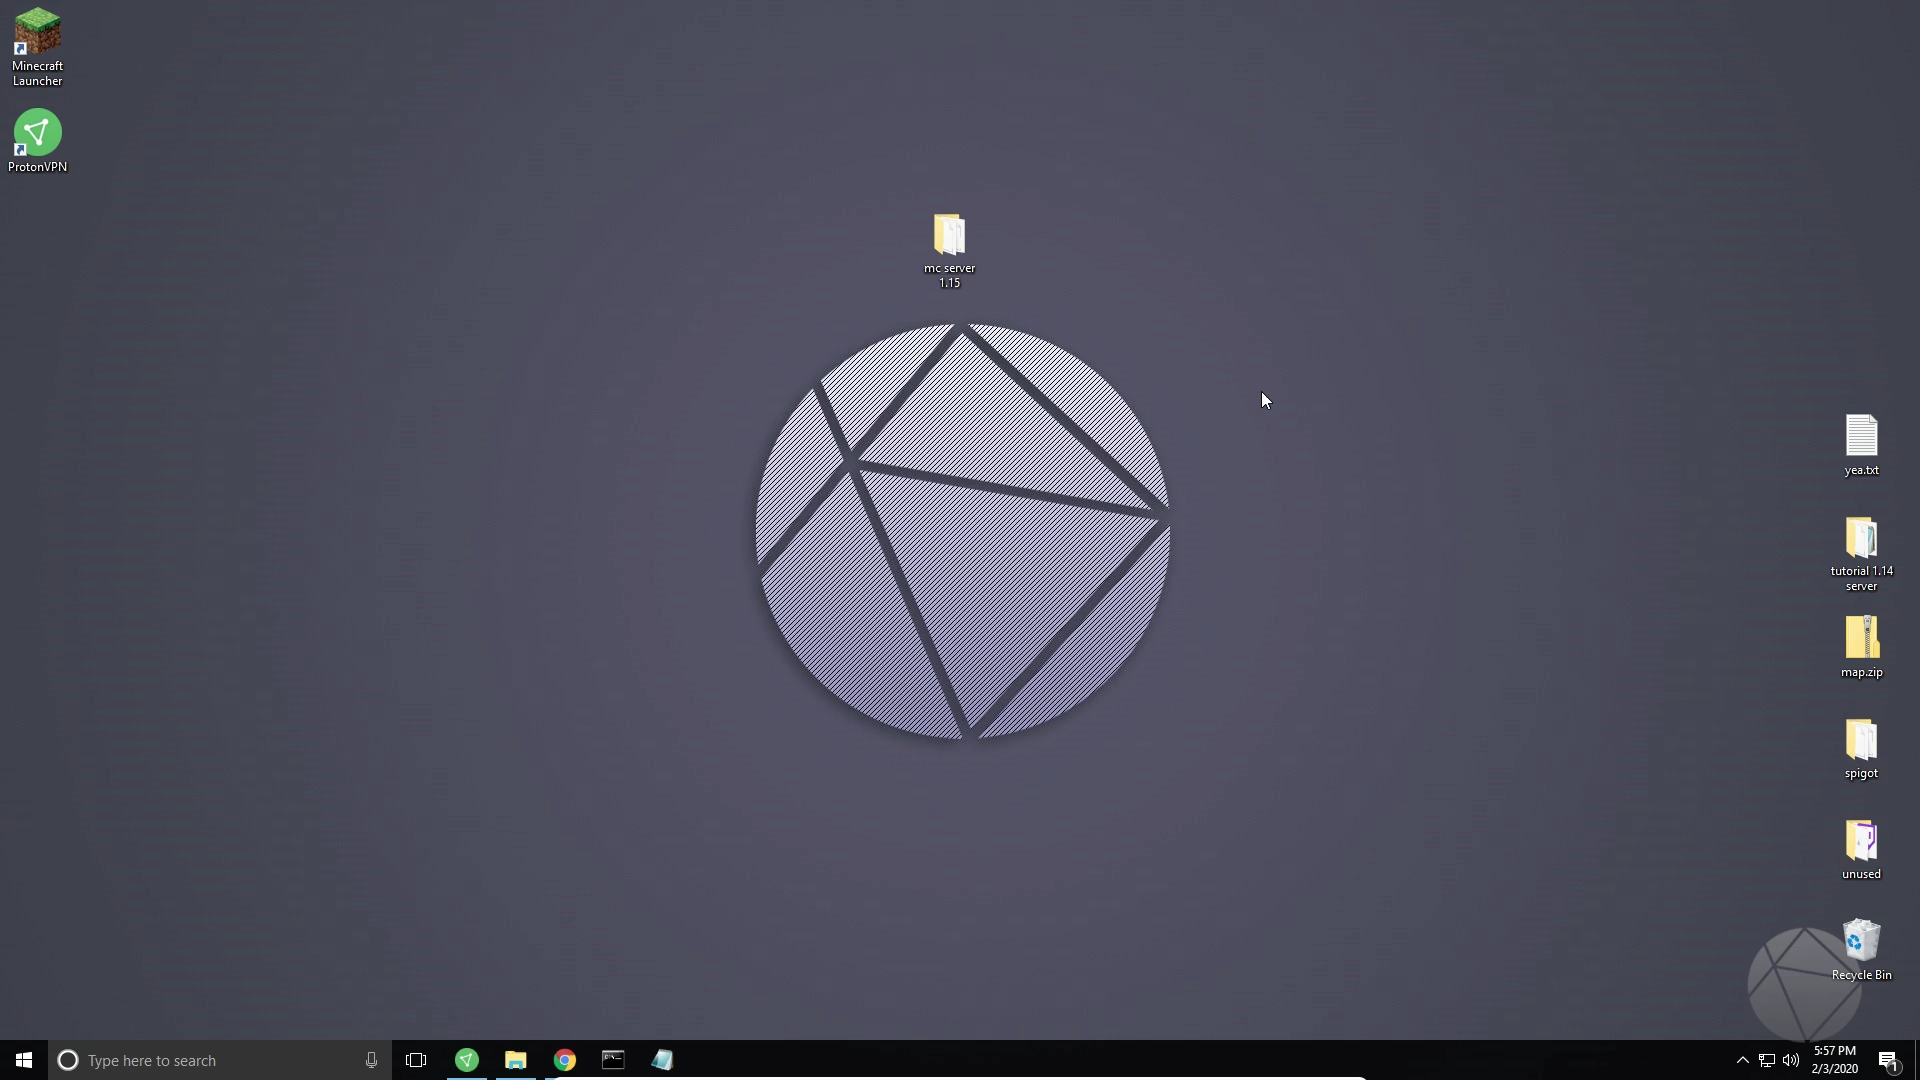 Minecraft
Launcher
ProtonVPN
mc server
1.15
yea.txt
tutorial 1.14
server
map.zip
spigot
unused
Recycle Bin
Type here to search
5:57 PM
2/3/2020
1